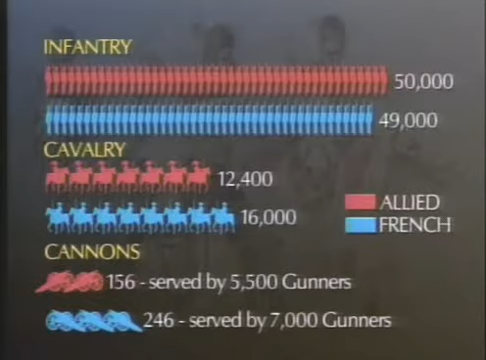 INFANTRY
50,000
49,000
CAVALRY
12,400
16,000
ALLIED
FRENCH
CANNONS
156 - served by 5,500 Gunners
246 - served by 7,000 Gunners